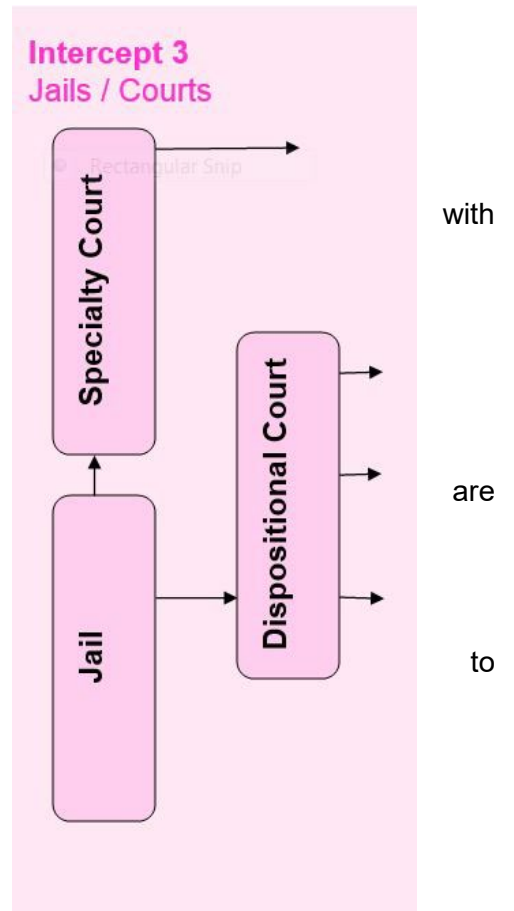 Intercept 3
Jails / Courts
Rectangular Snip
Specialty Court
with
Dispositional Court
are
Jail
to